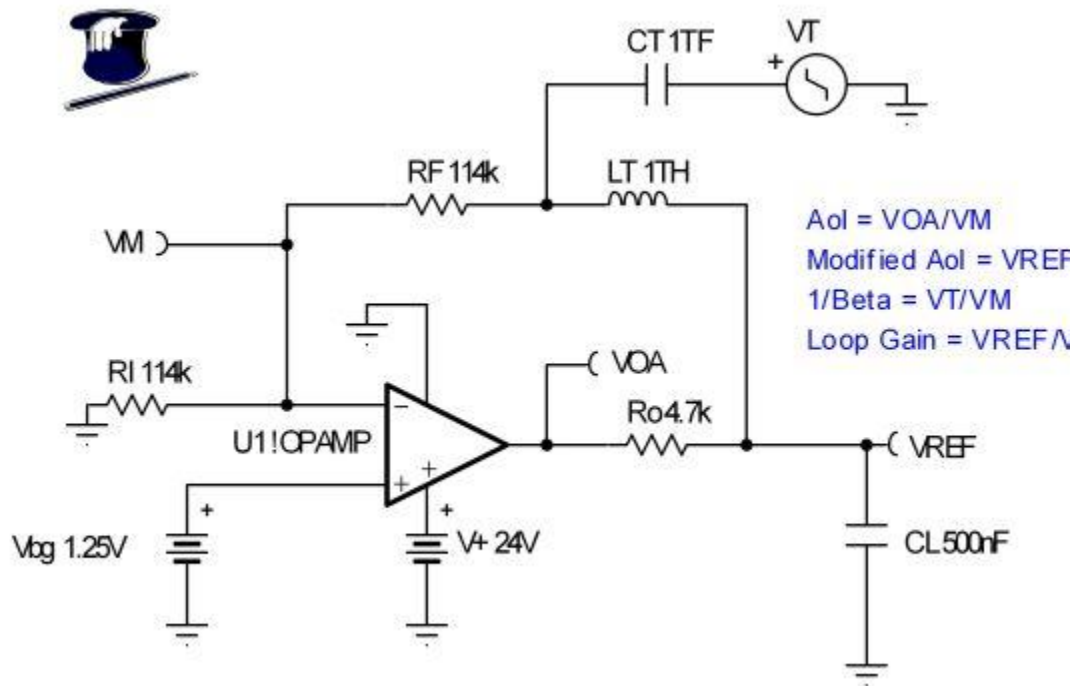 CT 1TF
VT
+
RF 114k
LT 1TH
VM
Aol = VOA/VM
Modified Aol = VREF
1/Beta = VT/VM
Loop Gain = VREF/V
RI 114k
VOA
U1 !OPAMP
Ro 4.7k
VREF
Vbg 1.25V
+
V+ 24V
+
CL 500nF